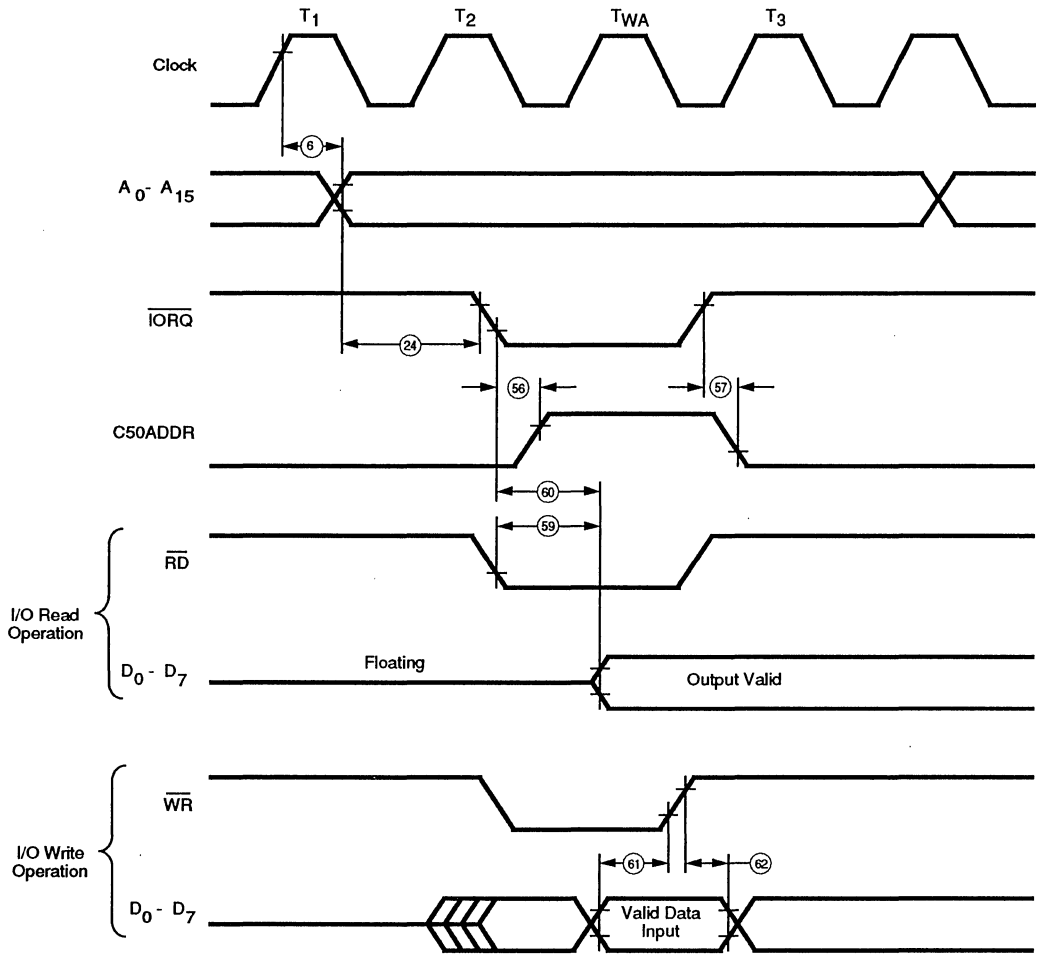 T1 T2 TWA T3
Clock
6
A0- A15
IORQ
24
56 57
C50ADDR
60
59
RD
I/O Read
Operation
D0 - D7
Floating
Output Valid
WR
I/O Write
Operation
61 62
D0 - D7
Valid Data
Input